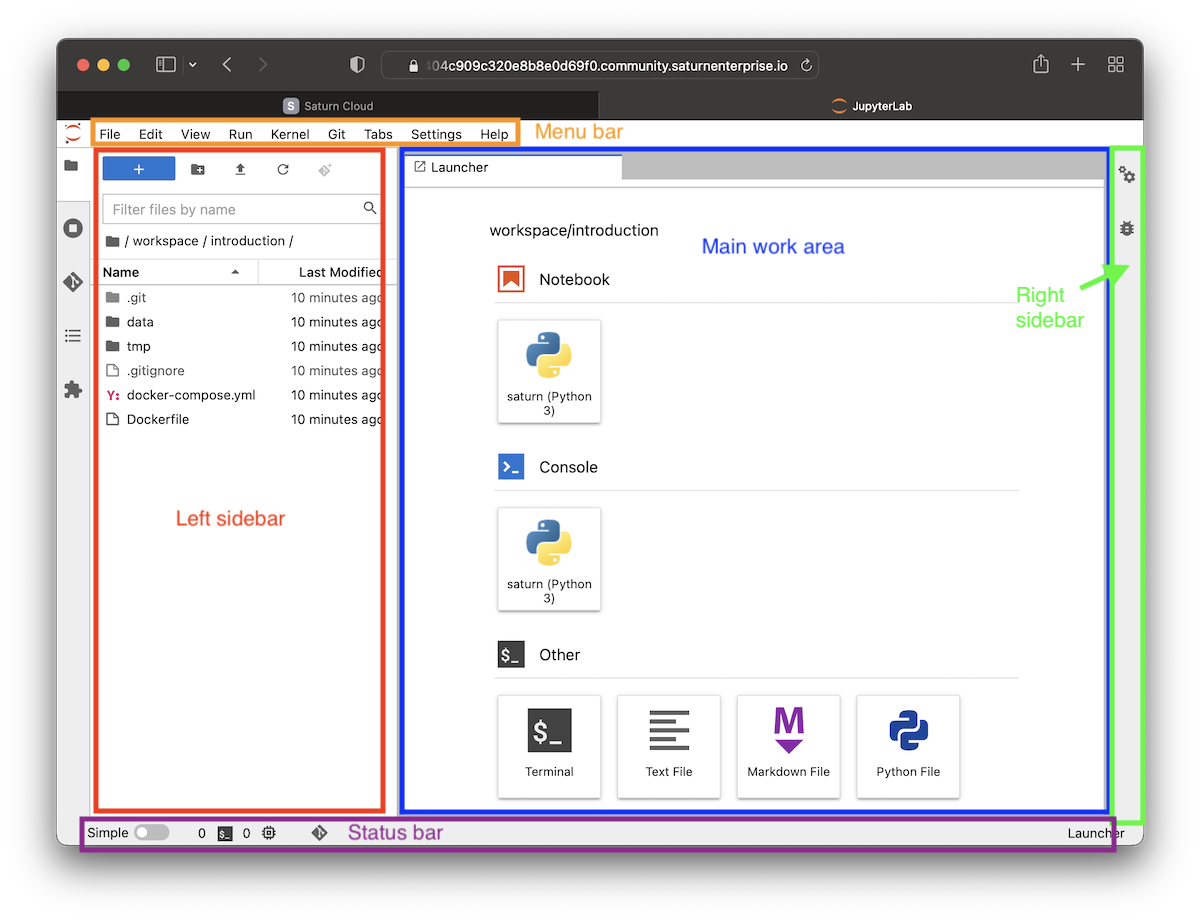 404c909c320e8b8e0d69f0.community.saturnenterprise.io
S Saturn Cloud
JupyterLab
File Edit View Run Kernel Git Tabs Settings Help
Menu bar
+
Filter files by name
/ workspace / introduction /
Name Last Modified
.git 10 minutes ago
data 10 minutes ago
tmp 10 minutes ago
.gitignore 10 minutes ago
Y: docker-compose.yml 10 minutes ago
Dockerfile 10 minutes ago
Left sidebar
Launcher
workspace/introduction
Main work area
Notebook
saturn (Python
3)
Console
saturn (Python
3)
$_ Other
$_
Terminal
Text File
M
Markdown File
Python File
Right
sidebar
Simple 0 $_ 0
Status bar
Launcher